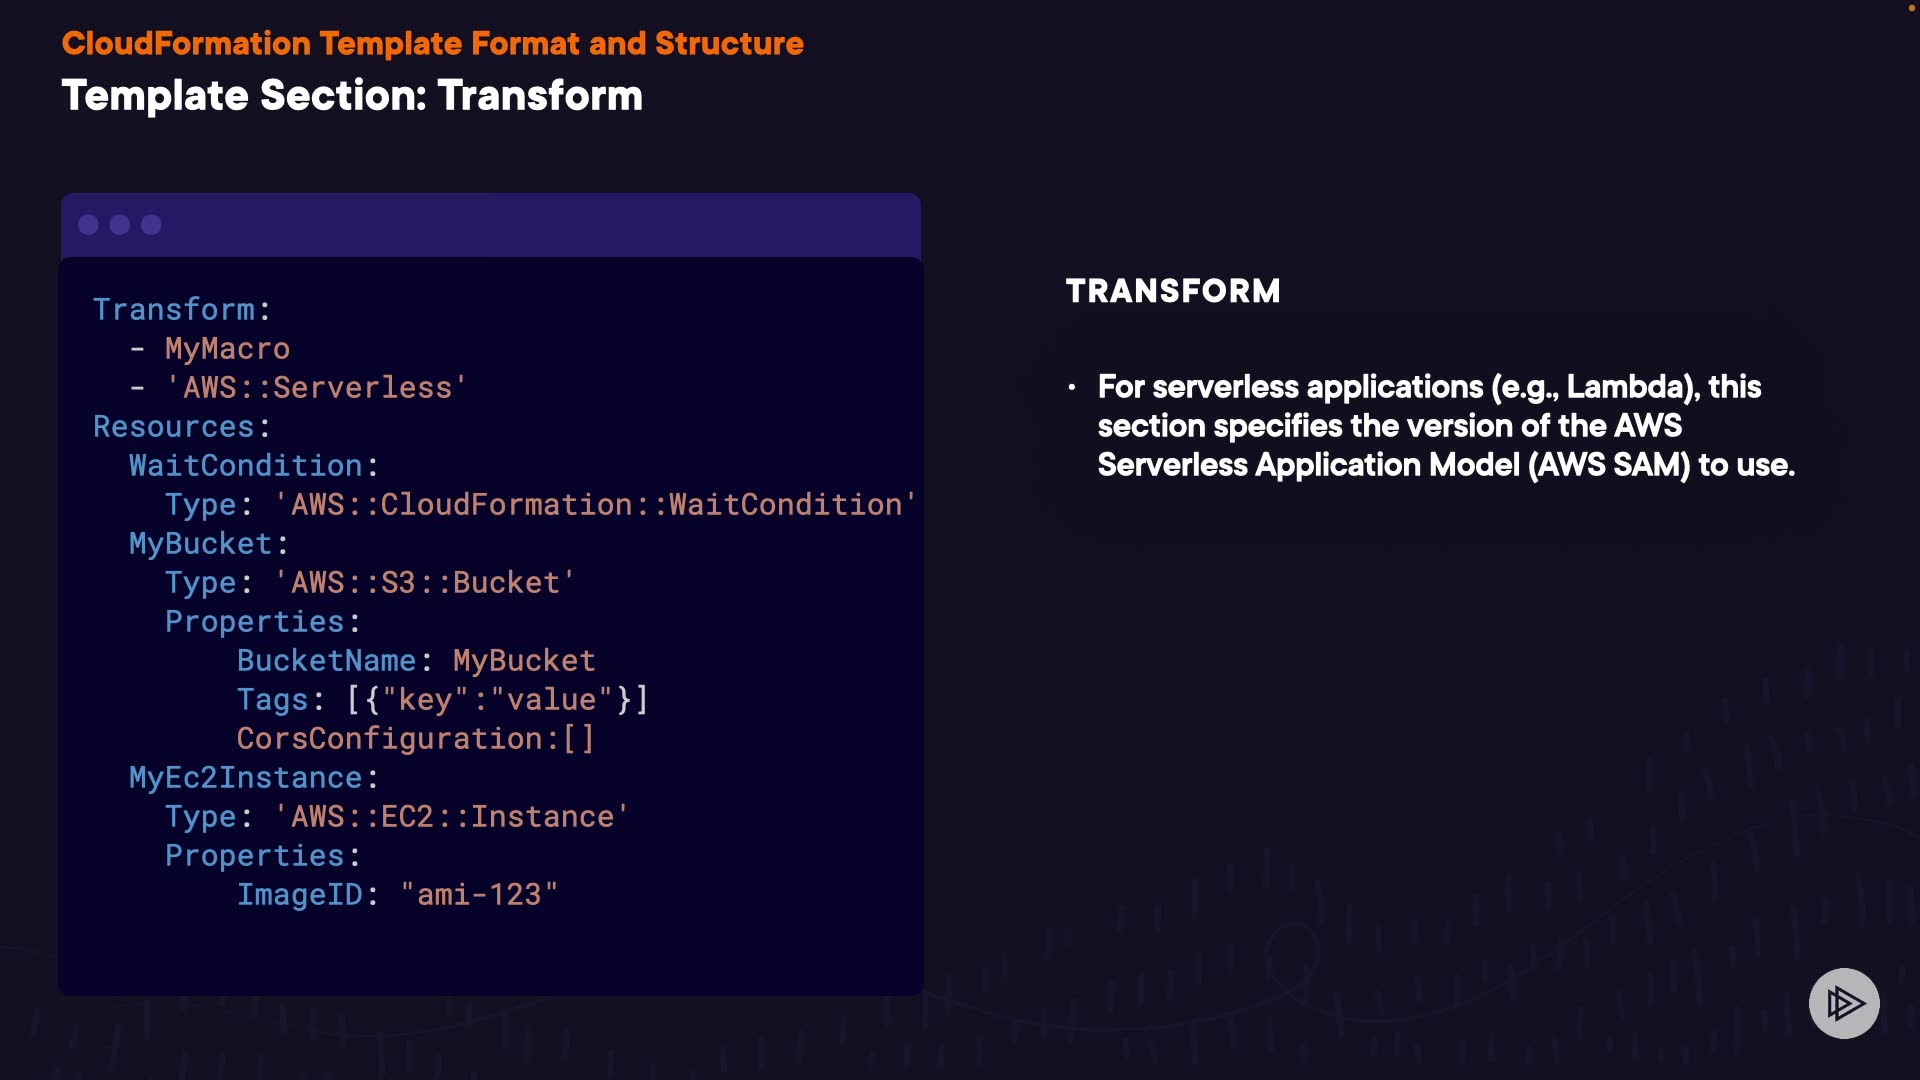 CloudFormation Template Format and Structure
Template Section: Transform
Transform:
  - MyMacro
  - 'AWS::Serverless'
Resources:
  WaitCondition:
    Type: 'AWS::CloudFormation::WaitCondition'
  MyBucket:
    Type: 'AWS::S3::Bucket'
    Properties:
        BucketName: MyBucket
        Tags: [{"key":"value"}]
        CorsConfiguration:[]
  MyEc2Instance:
    Type: 'AWS::EC2::Instance'
    Properties:
        ImageID: "ami-123"
TRANSFORM
• For serverless applications (e.g., Lambda), this
section specifies the version of the AWS
Serverless Application Model (AWS SAM) to use.